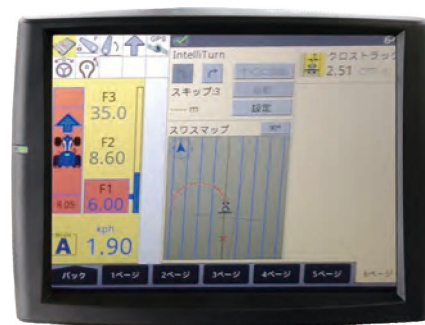 GPS
IntelliTurn
クロストラック
2.51 cm
スキップ:3
---- m
設定
スワスマップ
F3
35.0
F2
8.60
F1
6.00
kph
A 1.90
バック 1ページ 2ページ 3ページ 4ページ 5ページ 6ページ